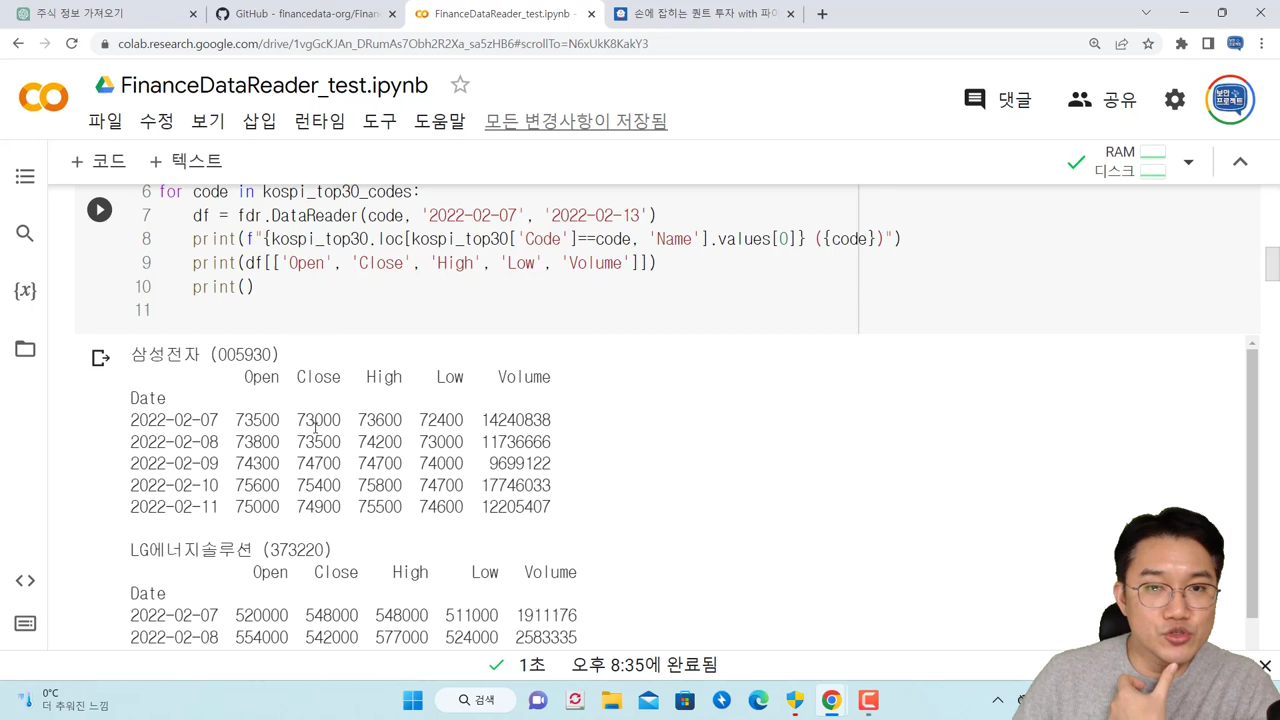 주식 정보 가져오기
GitHub - financedata-org/Finan
FinanceDataReader_test.ipynb -
손에 잡히는 퀀트 투자 with 파이
colab.research.google.com/drive/1vgGcKJAn_DRumAs7Obh2R2Xa_sa5zHB6#scrollTo=N6xUkK8KakY3
FinanceDataReader_test.ipynb
댓글
공유
보안
프로젝트
파일 수정 보기 삽입 런타임 도구 도움말 모든 변경사항이 저장됨
+ 코드 + 텍스트
RAM
디스크
6 for code in kospi_top30_codes:
7 df = fdr.DataReader(code, '2022-02-07', '2022-02-13')
8 print(f"{kospi_top30.loc[kospi_top30['Code']==code, 'Name'].values[0]} ({code})")
9 print(df[['Open', 'Close', 'High', 'Low', 'Volume']])
10 print()
11
{x}
삼성전자 (005930)
Open Close High Low Volume
Date
2022-02-07 73500 73000 73600 72400 14240838
2022-02-08 73800 73500 74200 73000 11736666
2022-02-09 74300 74700 74700 74000 9699122
2022-02-10 75600 75400 75800 74700 17746033
2022-02-11 75000 74900 75500 74600 12205407
LG에너지솔루션 (373220)
Open Close High Low Volume
Date
2022-02-07 520000 548000 548000 511000 1911176
2022-02-08 554000 542000 577000 524000 2583335
1초 오후 8:35에 완료됨
0°C
더 추워진 느낌
검색